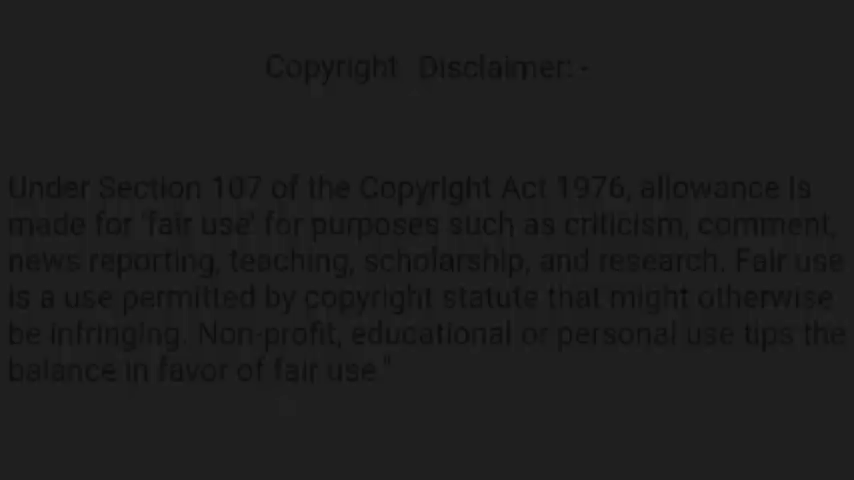 Copyright Disclaimer: -
Under Section 107 of the Copyright Act 1976, allowance is
made for 'fair use' for purposes such as criticism, comment,
news reporting, teaching, scholarship, and research. Fair use
is a use permitted by copyright statute that might otherwise
be infringing. Non-profit, educational or personal use tips the
balance in favor of fair use"